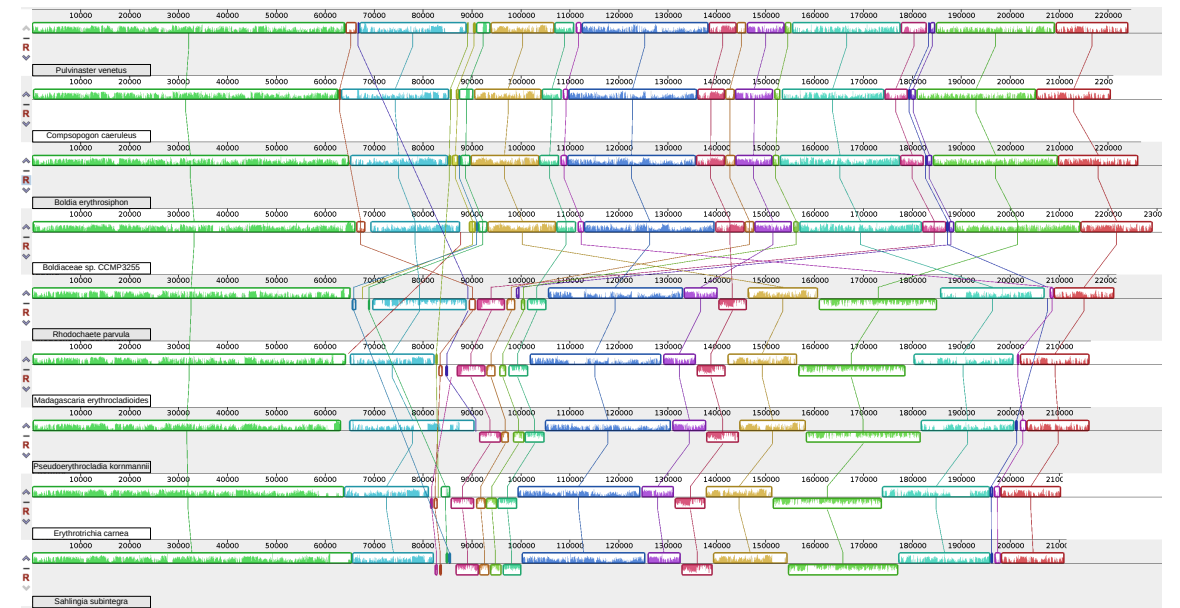 10000 20000 30000 40000 50000 60000 70000 80000 90000 100000 110000 120000 130000 140000 150000 160000 170000 180000 190000 200000 210000 220000
R
Pulvinaster venetus
10000 20000 30000 40000 50000 60000 70000 80000 90000 100000 110000 120000 130000 140000 150000 160000 170000 180000 190000 200000 210000 2200
R
Compsopogon caeruleus
10000 20000 30000 40000 50000 60000 70000 80000 90000 100000 110000 120000 130000 140000 150000 160000 170000 180000 190000 200000 210000 220000
R
Boldia erythrosiphon
10000 20000 30000 40000 50000 60000 70000 80000 90000 100000 110000 120000 130000 140000 150000 160000 170000 180000 190000 200000 210000 220000 2300
R
Boldiaceae sp. CCMP3255
10000 20000 30000 40000 50000 60000 70000 80000 90000 100000 110000 120000 130000 140000 150000 160000 170000 180000 190000 200000 210000 2200
R
Rhodochaete parvula
10000 20000 30000 40000 50000 60000 70000 80000 90000 100000 110000 120000 130000 140000 150000 160000 170000 180000 190000 200000 210000
R
Madagascaria erythrocladioides
10000 20000 30000 40000 50000 60000 70000 80000 90000 100000 110000 120000 130000 140000 150000 160000 170000 180000 190000 200000 210000
R
Pseudoerythrocladia kornmannii
10000 20000 30000 40000 50000 60000 70000 80000 90000 100000 110000 120000 130000 140000 150000 160000 170000 180000 190000 200000 210
R
Erythrotrichia carnea
10000 20000 30000 40000 50000 60000 70000 80000 90000 100000 110000 120000 130000 140000 150000 160000 170000 180000 190000 200000 2100
R
Sahlingia subintegra